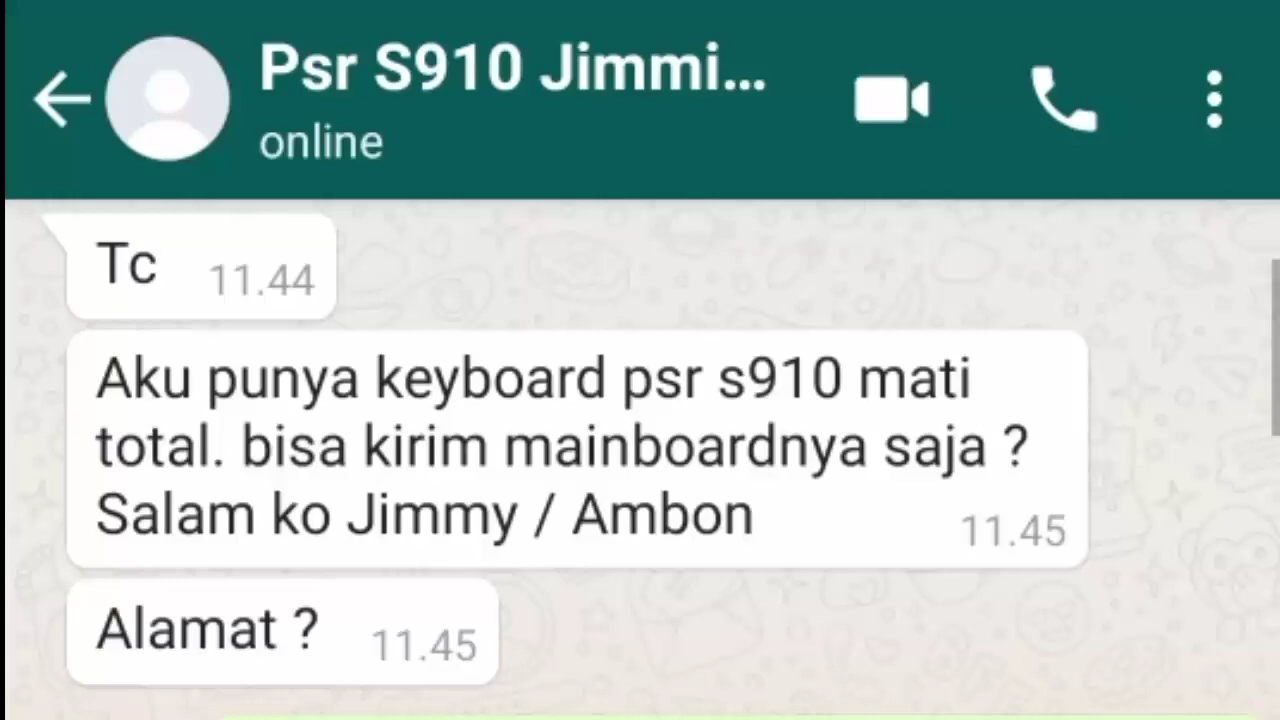 Psr S910 Jimmi...
online
Tc
11.44
Aku punya keyboard psr s910 mati
total. bisa kirim mainboardnya saja ?
Salam ko Jimmy / Ambon
11.45
Alamat ?
11.45